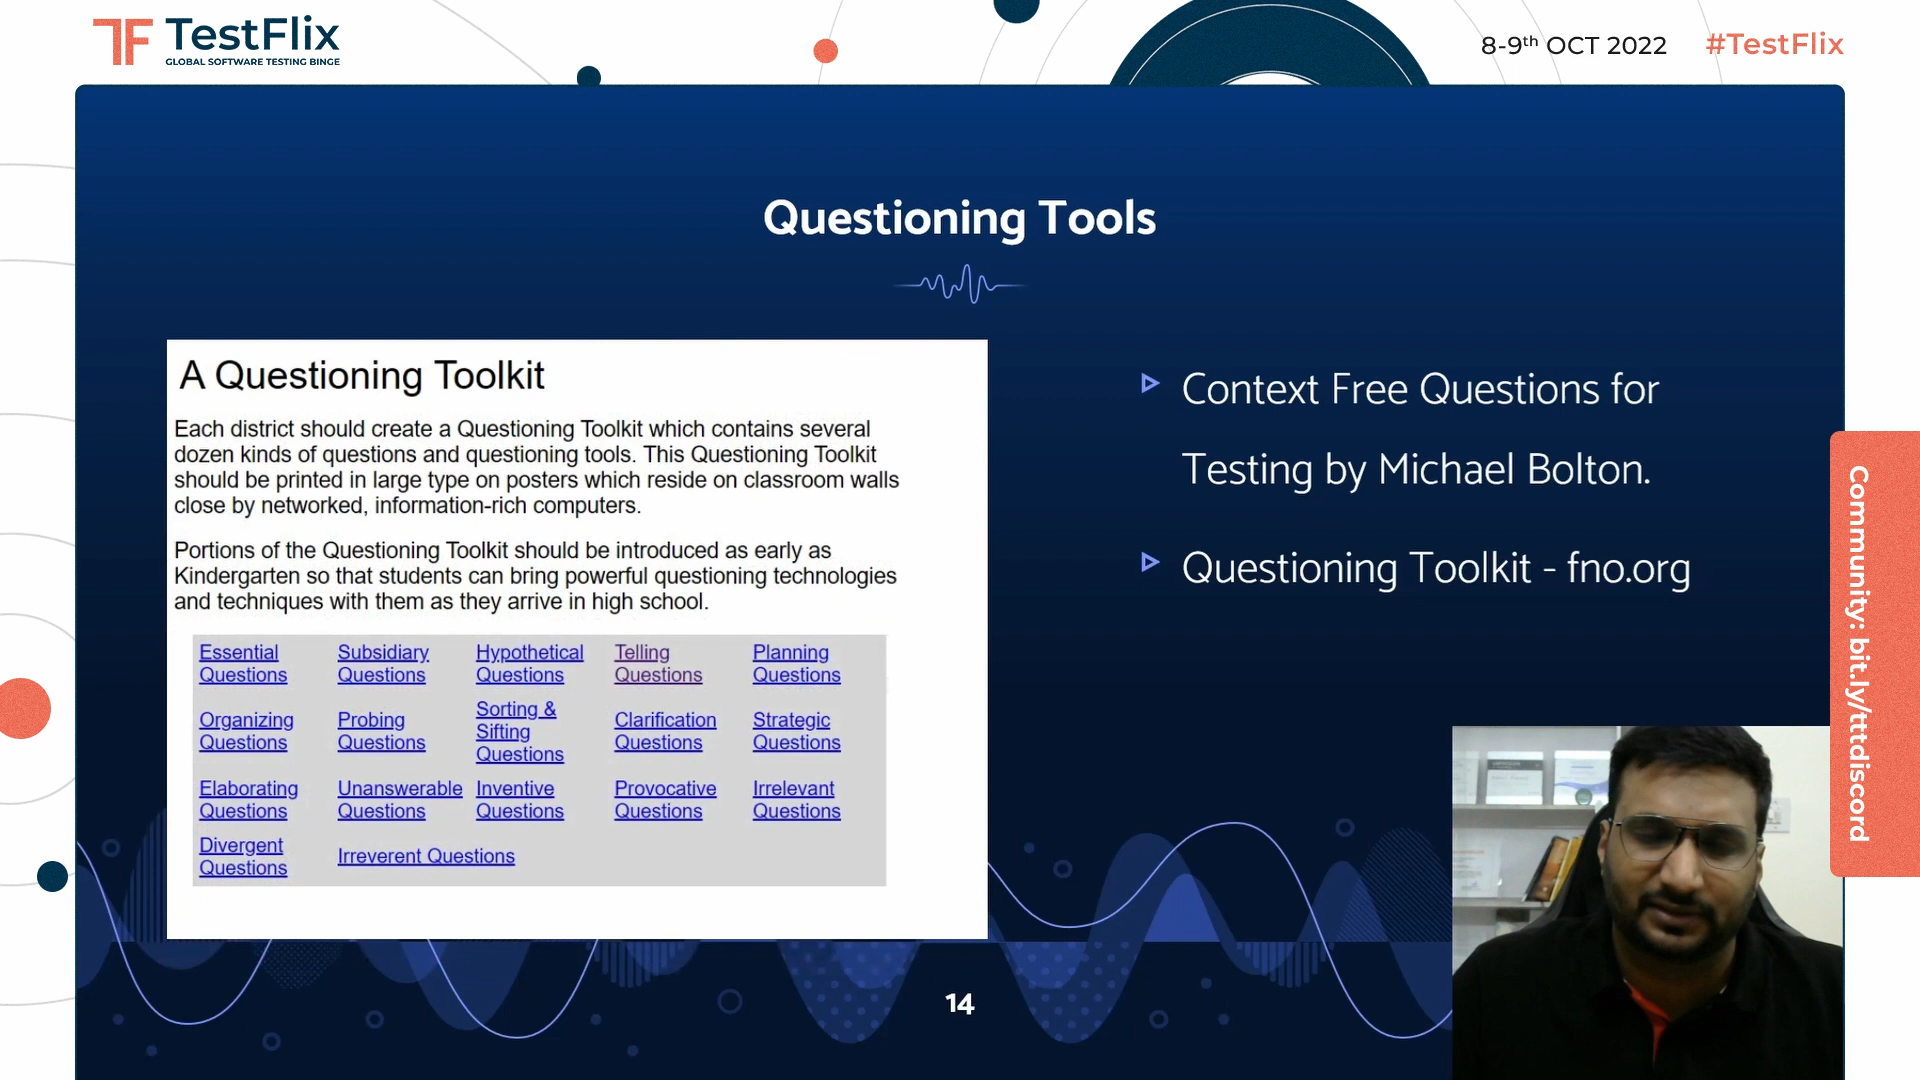 TF TestFlix
GLOBAL SOFTWARE TESTING BINGE
8-9th OCT 2022 #TestFlix
Questioning Tools
A Questioning Toolkit
Each district should create a Questioning Toolkit which contains several
dozen kinds of questions and questioning tools. This Questioning Toolkit
should be printed in large type on posters which reside on classroom walls
close by networked, information-rich computers.
Portions of the Questioning Toolkit should be introduced as early as
Kindergarten so that students can bring powerful questioning technologies
and techniques with them as they arrive in high school.
Essential Questions
Subsidiary Questions
Hypothetical Questions
Telling Questions
Planning Questions
Organizing Questions
Probing Questions
Sorting & Sifting Questions
Clarification Questions
Strategic Questions
Elaborating Questions
Unanswerable Questions
Inventive Questions
Provocative Questions
Irrelevant Questions
Divergent Questions
Irreverent Questions
Context Free Questions for
Testing by Michael Bolton.
Questioning Toolkit - fno.org
Community: bit.ly/tttdiscord
14